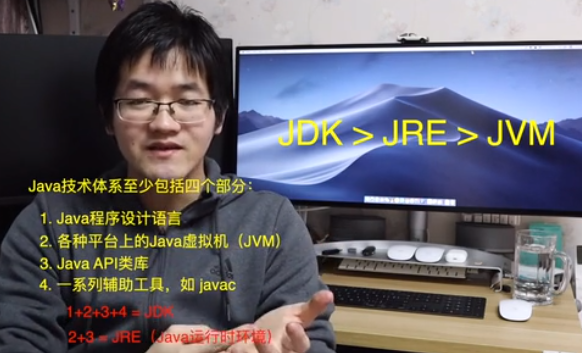 JDK > JRE > JVM
Java技术体系至少包括四个部分：
1. Java程序设计语言
2. 各种平台上的Java虚拟机（JVM）
3. Java API类库
4. 一系列辅助工具，如 javac
1+2+3+4 = JDK
2+3 = JRE（Java运行时环境）